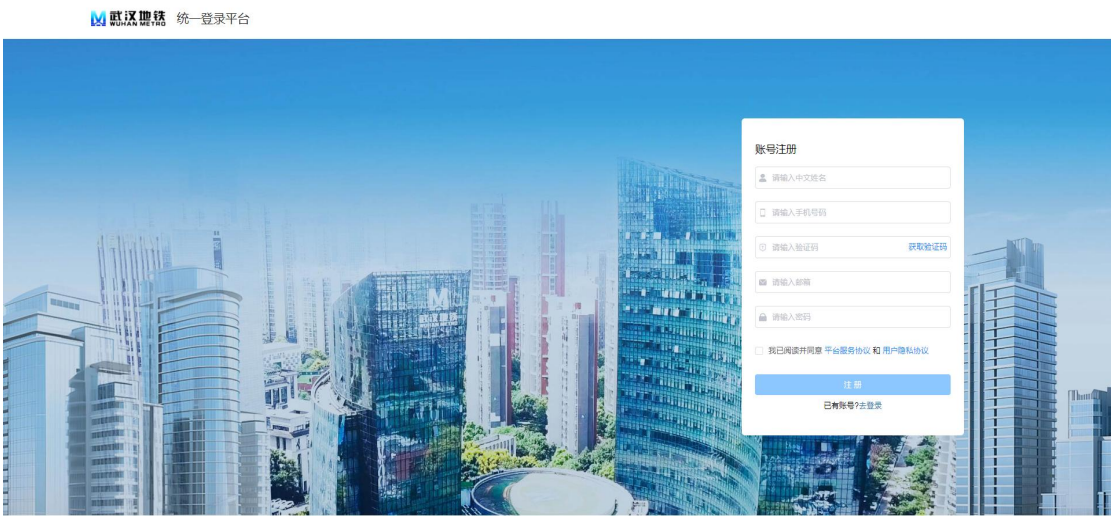 武汉地铁 统一登录平台
WUHAN METRO
账号注册
请输入中文姓名
请输入手机号码
请输入验证码 获取验证码
请输入邮箱
请输入密码
我已阅读并同意 平台服务协议 和 用户隐私协议
注 册
已有账号?去登录
M
武汉地铁